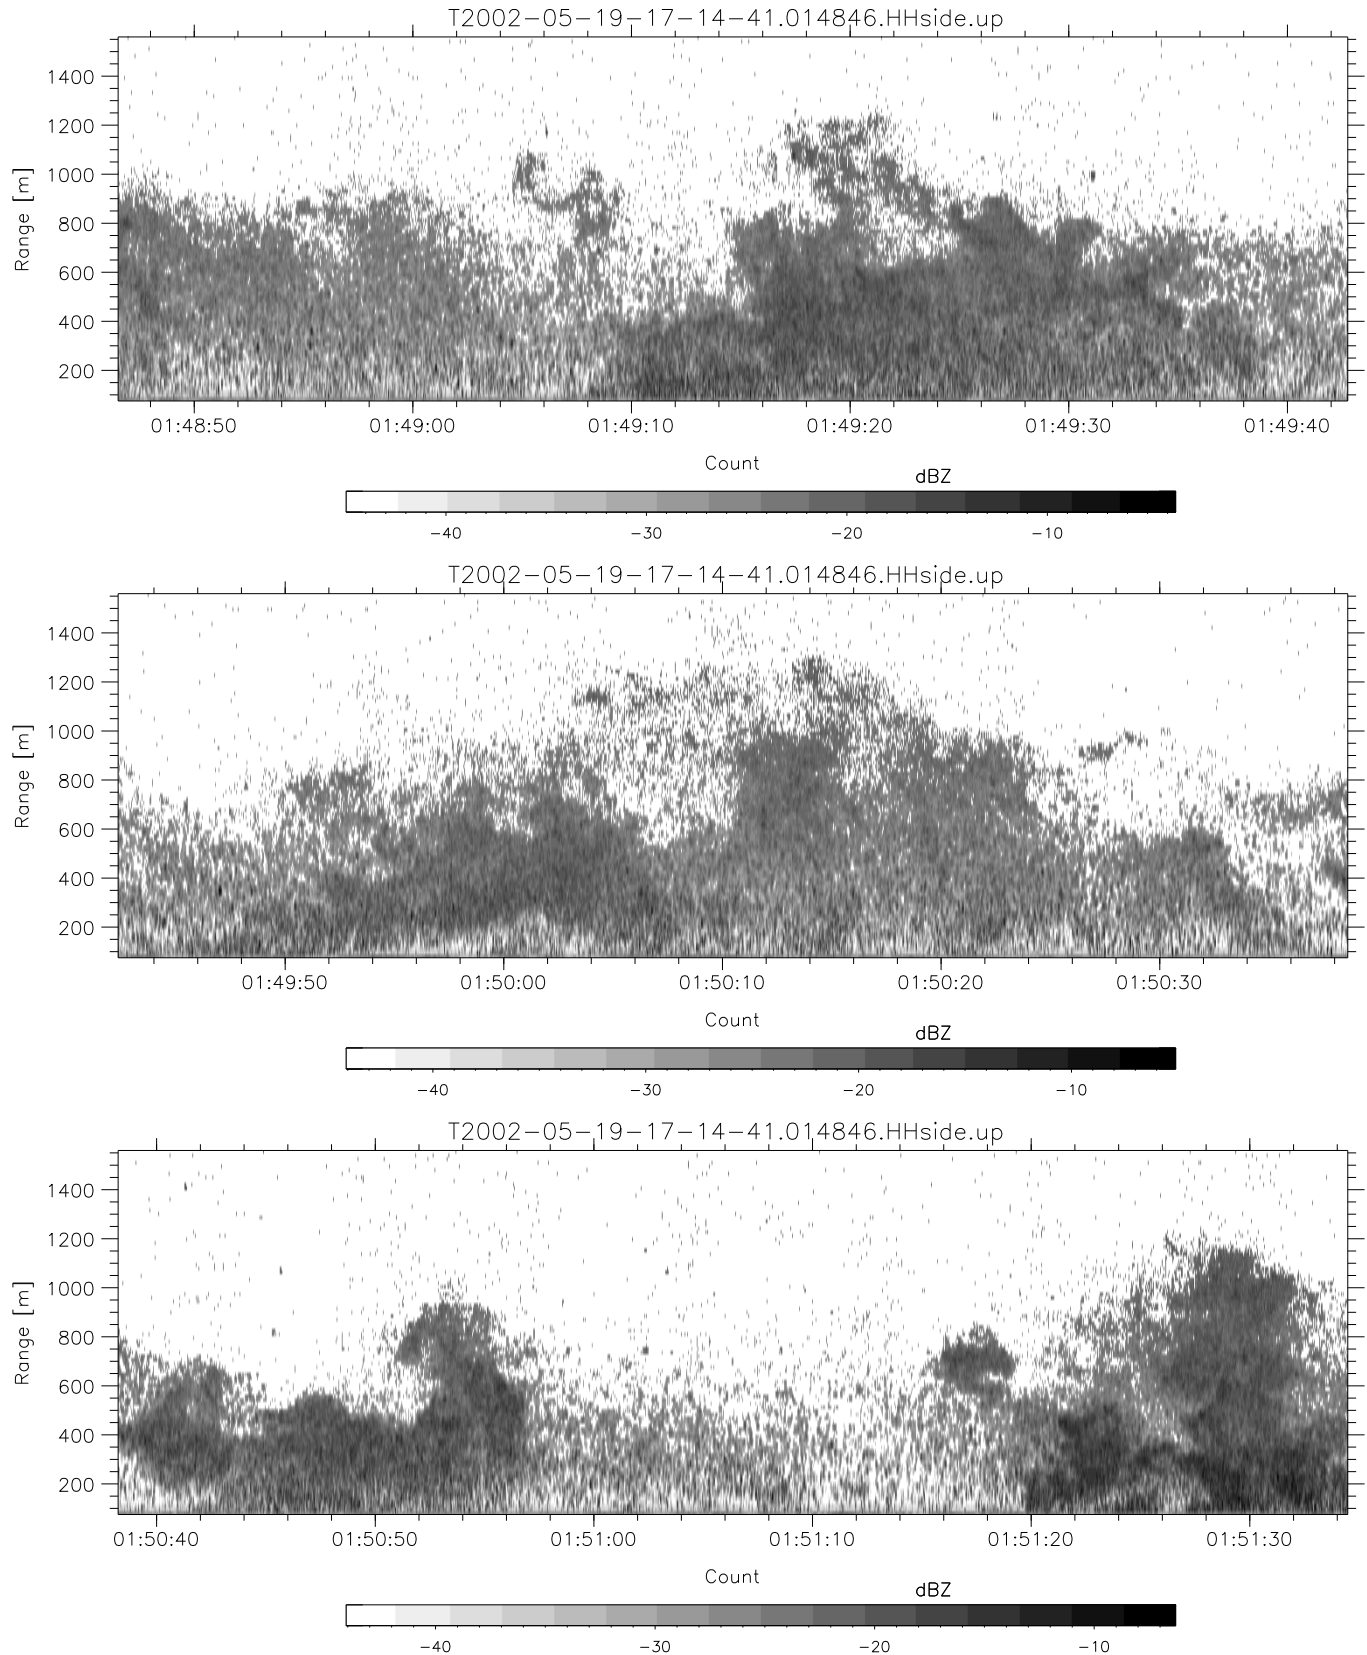 T2002-05-19-17-14-41.014846.HHside.up
1400
1200
1000
800
600
400
200
Range [m]
01:48:50 01:49:00 01:49:10 01:49:20 01:49:30 01:49:40
Count
dBZ
-40 -30 -20 -10
T2002-05-19-17-14-41.014846.HHside.up
1400
1200
1000
800
600
400
200
Range [m]
01:49:50 01:50:00 01:50:10 01:50:20 01:50:30
Count
dBZ
-40 -30 -20 -10
T2002-05-19-17-14-41.014846.HHside.up
1400
1200
1000
800
600
400
200
Range [m]
01:50:40 01:50:50 01:51:00 01:51:10 01:51:20 01:51:30
Count
dBZ
-40 -30 -20 -10